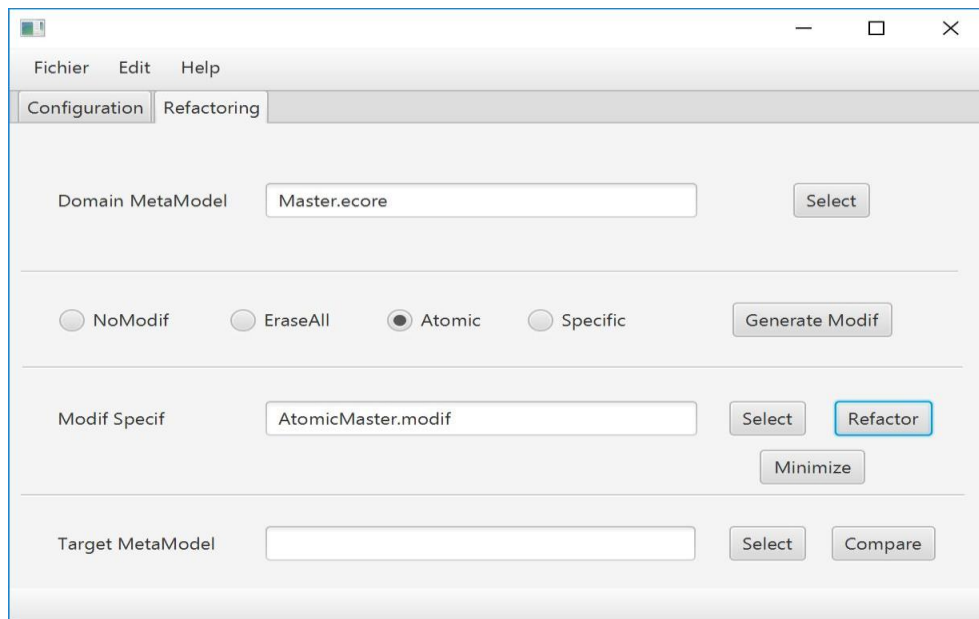 Fichier Edit Help
Configuration Refactoring
Domain MetaModel Master.ecore Select
NoModif EraseAll Atomic Specific Generate Modif
Modif Specif AtomicMaster.modif Select Refactor
Minimize
Target MetaModel Select Compare